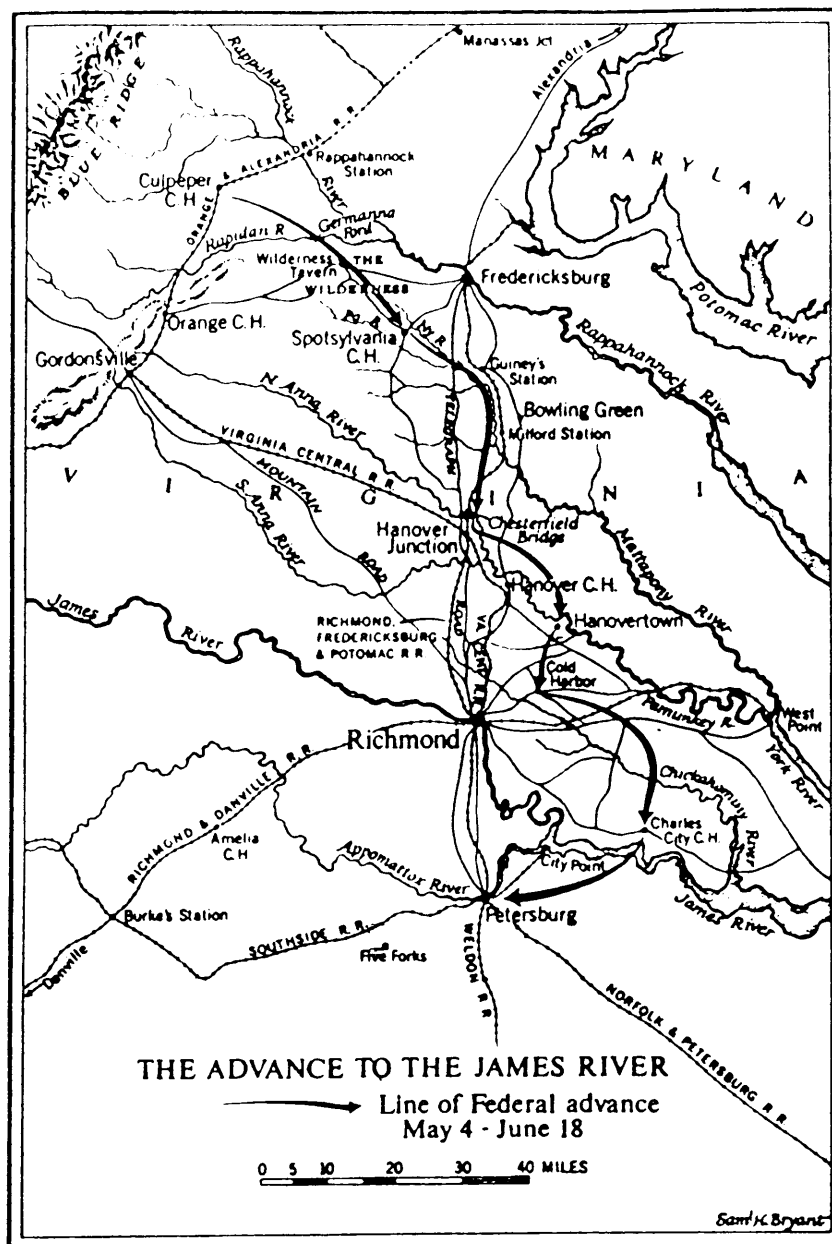 Manassas Jct
Alexandria
Rappahannock
River
BLUE RIDGE
MARYLAND
ORANGE & ALEXANDRIA R.R.
Rappahannock
Station
Culpeper
C.H.
Rapidan R
Germanna
Ford
Wilderness
Tavern
THE
WILDERNESS
Fredericksburg
Potomac River
Orange C.H.
Spotsylvania
C.H.
Rappahannock River
Gordonsville
Guiney's
Station
N. Anna River
TELEGRAPH
ROAD
Bowling Green
Milford Station
VIRGINIA CENTRAL R.R.
VIRGINIA
MOUNTAIN
ROAD
S. Anna River
Chesterfield
Bridge
Hanover
Junction
Mattapony River
Hanover C.H.
James
River
RICHMOND,
FREDERICKSBURG
& POTOMAC R R
VA CENT. R.R.
Hanovertown
Cold
Harbor
Pamunkey R.
West
Point
York River
Richmond
Chickahominy
River
RICHMOND & DANVILLE R.R.
Amelia
C H
Charles
City C.H.
Appomattox River
City Point
James
River
Burke's Station
Petersburg
SOUTHSIDE R.R.
Five Forks
Danville
WELDON R R
NORFOLK & PETERSBURG R.R.
THE ADVANCE TO THE JAMES RIVER
Line of Federal advance
May 4 - June 18
0 5 10 20 30 40 MILES
Sam'l H. Bryant